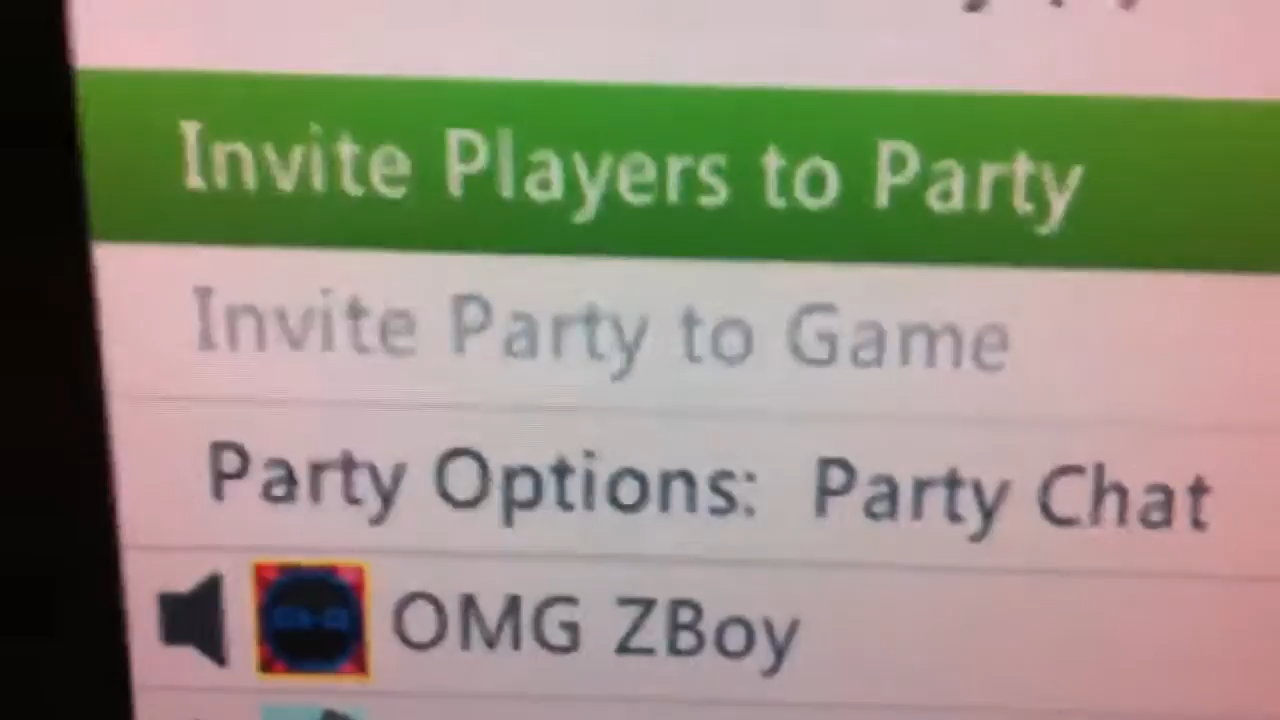 Invite Players to Party
Invite Party to Game
Party Options: Party Chat
OMG ZBoy